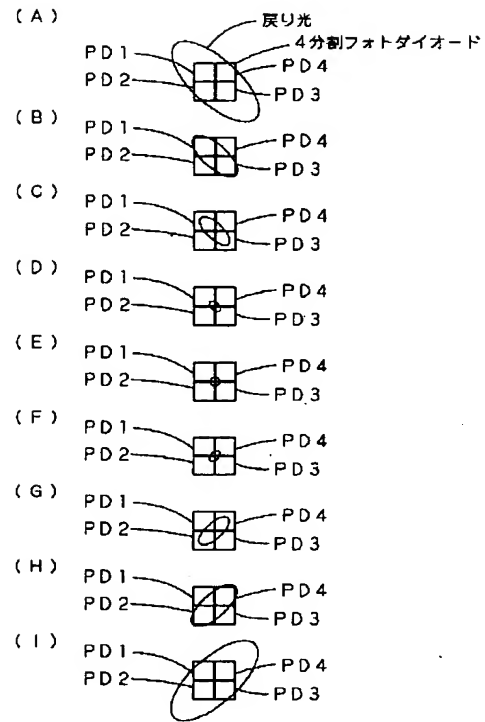 (A)
戻り光
4分割フォトダイオード
PD1
PD4
PD2
PD3
(B)
PD1
PD4
PD2
PD3
(C)
PD1
PD4
PD2
PD3
(D)
PD1
PD4
PD2
PD3
(E)
PD1
PD4
PD2
PD3
(F)
PD1
PD4
PD2
PD3
(G)
PD1
PD4
PD2
PD3
(H)
PD1
PD4
PD2
PD3
(I)
PD1
PD4
PD2
PD3